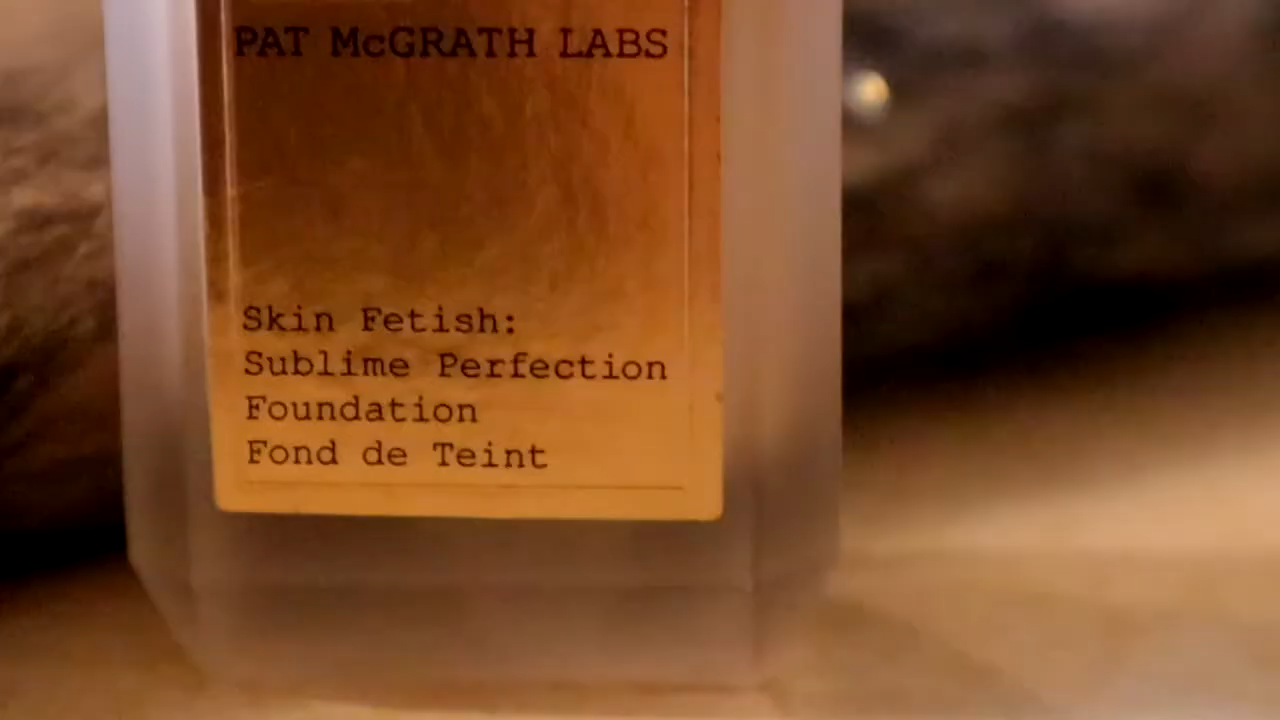 PAT McGRATH LABS
Skin Fetish:
Sublime Perfection
Foundation
Fond de Teint